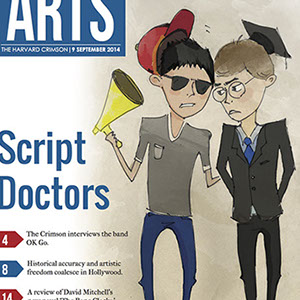 ARTS
THE HARVARD CRIMSON | 9 SEPTEMBER 2014
Script
Doctors
4
The Crimson interviews the band
OK Go.
8
Historical accuracy and artistic
freedom coalesce in Hollywood.
14
A review of David Mitchell's